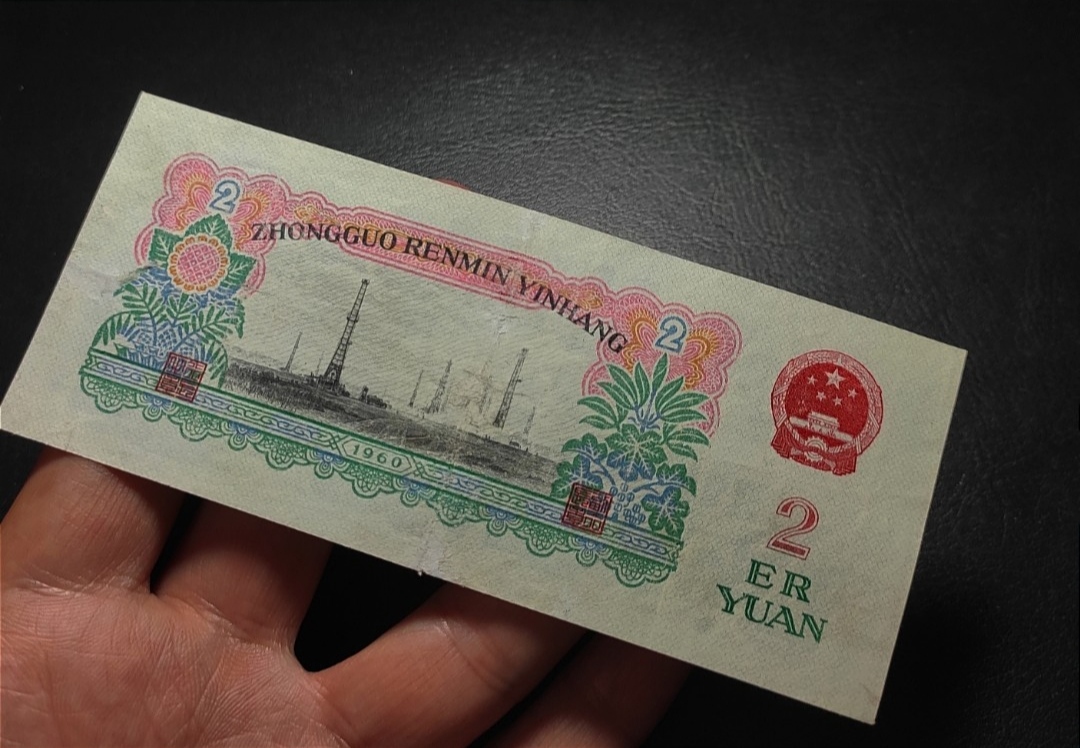 2
ZHONGGUO RENMIN YINHANG
2
1960
2
ER
YUAN